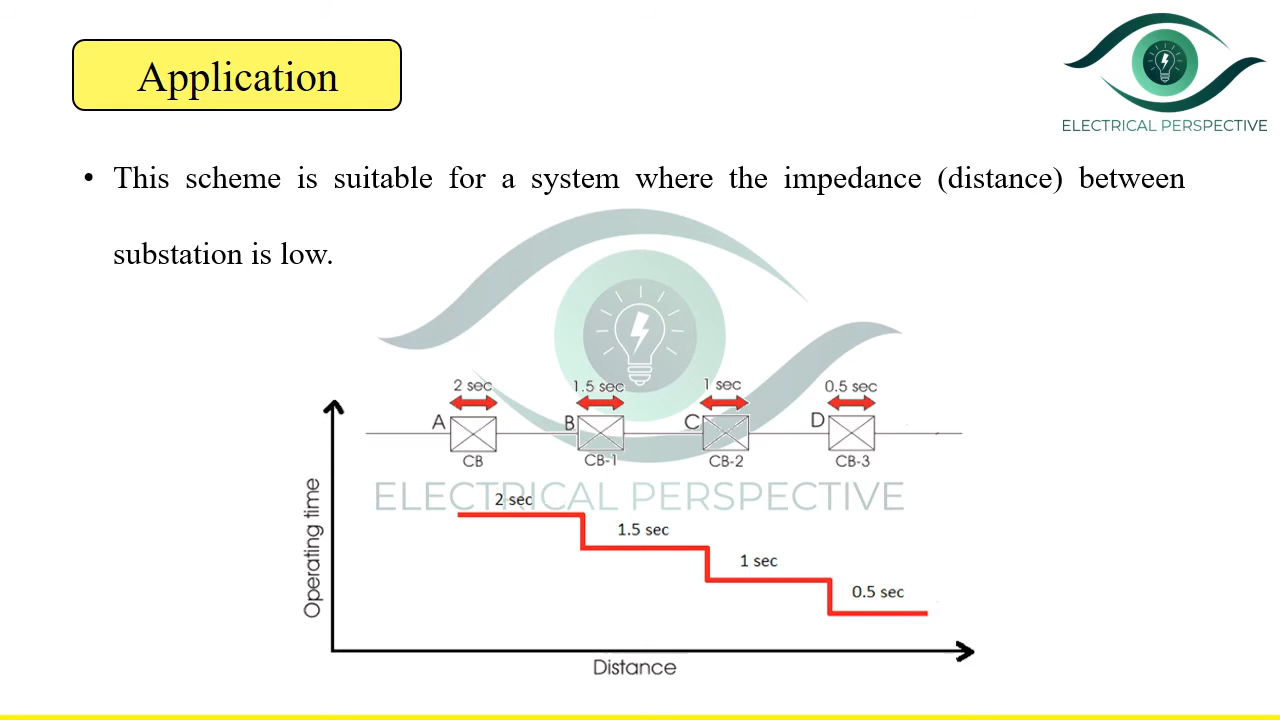 Application
ELECTRICAL PERSPECTIVE
• This scheme is suitable for a system where the impedance (distance) between
substation is low.
2 sec 1.5 sec 1 sec 0.5 sec
A B C D
CB CB-1 CB-2 CB-3
ELECTRICAL PERSPECTIVE
2 sec
1.5 sec
1 sec
0.5 sec
Operating time
Distance